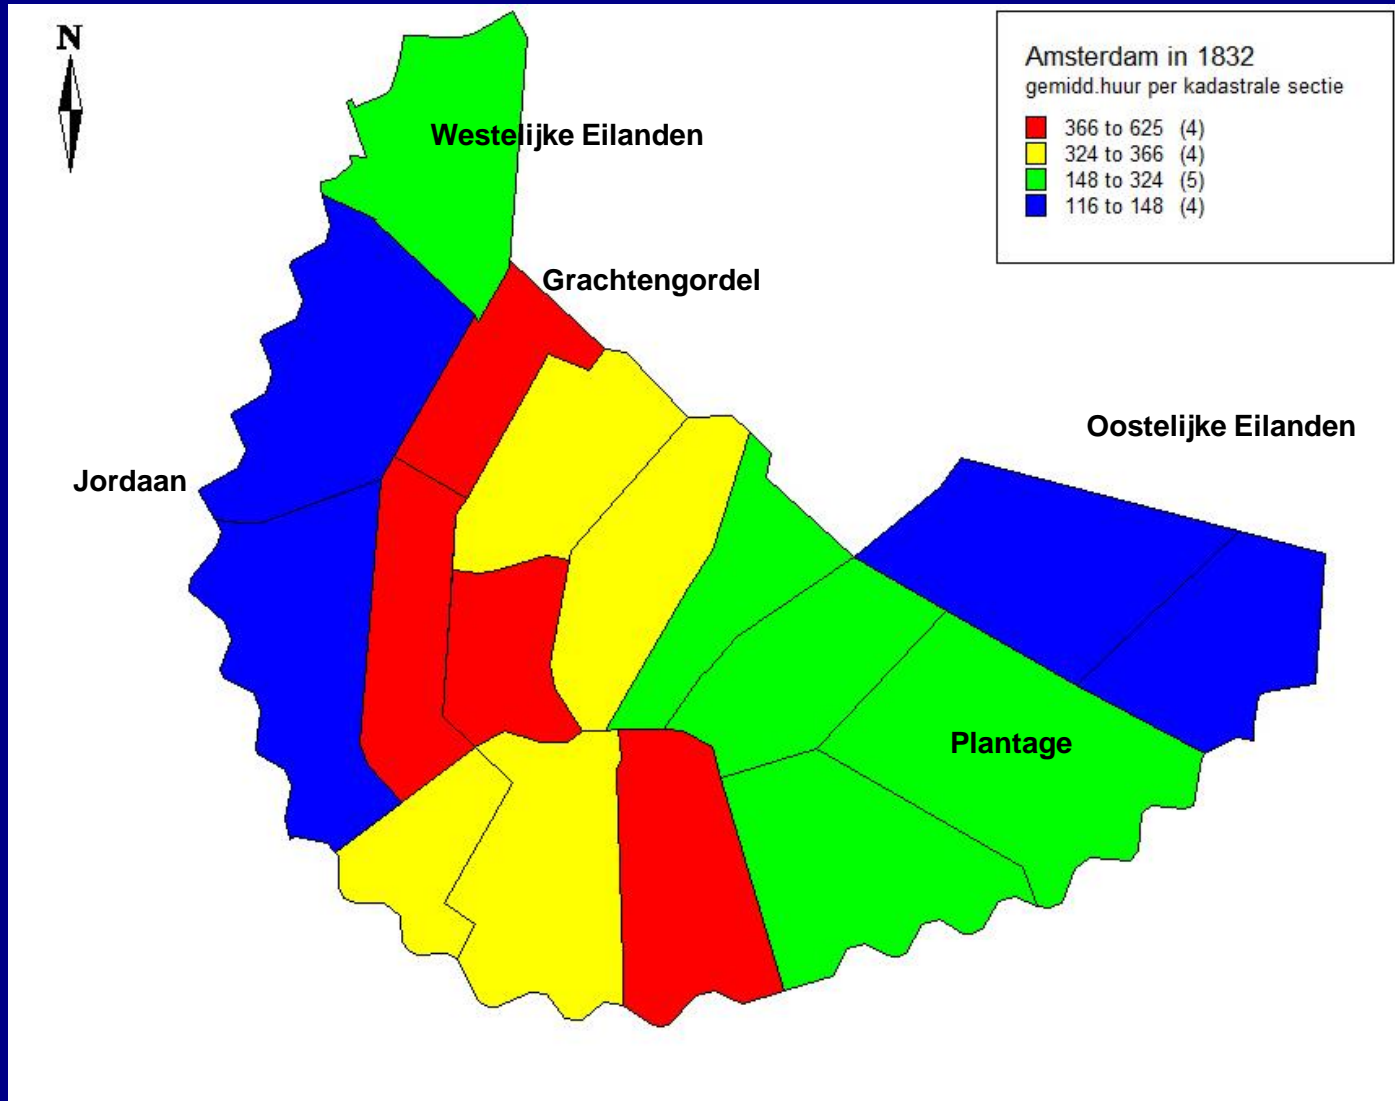 N
Amsterdam in 1832
gemidd.huur per kadastrale sectie
366 to 625 (4)
324 to 366 (4)
148 to 324 (5)
116 to 148 (4)
Westelijke Eilanden
Grachtengordel
Oostelijke Eilanden
Jordaan
Plantage